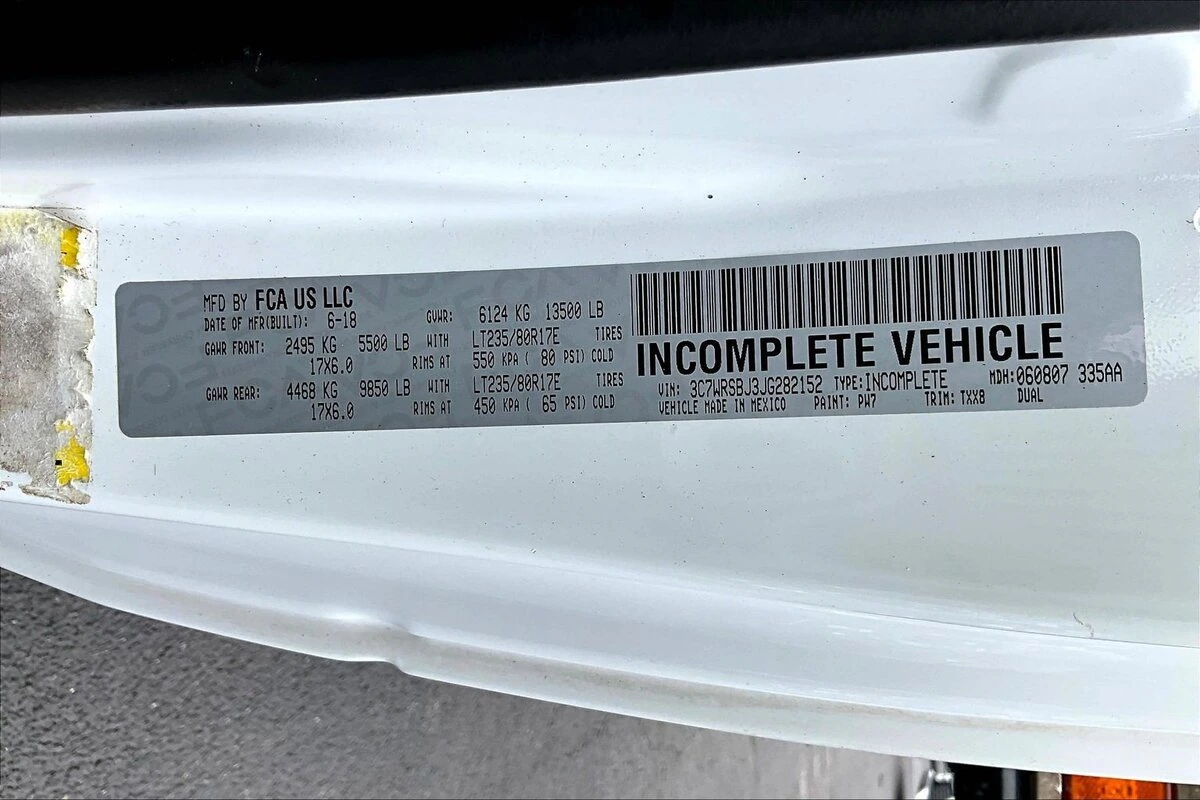 MFD BY FCA US LLC
DATE OF MFR(BUILT): 6-18 GVWR: 6124 KG 13500 LB
GAWR FRONT: 2495 KG 5500 LB WITH LT235/80R17E TIRES
17X6.0 RIMS AT 550 KPA ( 80 PSI) COLD
GAWR REAR: 4468 KG 9850 LB WITH LT235/80R17E TIRES
17X6.0 RIMS AT 450 KPA ( 65 PSI) COLD
INCOMPLETE VEHICLE
VIN: 3C7WRSBJ3JG282152 TYPE: INCOMPLETE MDH: 060807 335AA
VEHICLE MADE IN MEXICO PAINT: PW7 TRIM: TXX8 DUAL